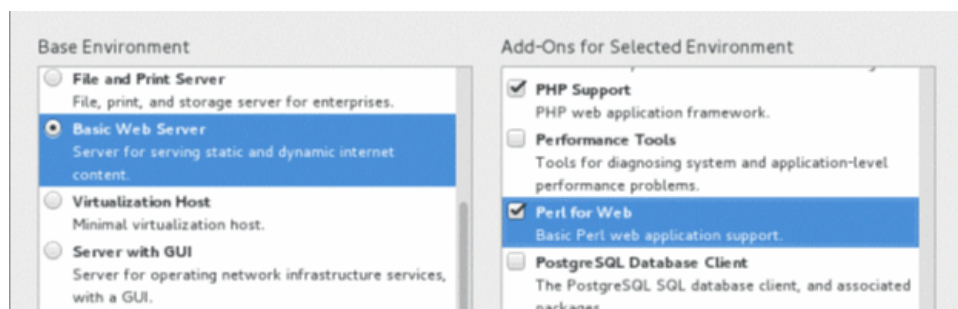 Base Environment
File and Print Server
File, print, and storage server for enterprises.
Basic Web Server
Server for serving static and dynamic internet
content.
Virtualization Host
Minimal virtualization host.
Server with GUI
Server for operating network infrastructure services,
with a GUI.
Add-Ons for Selected Environment
PHP Support
PHP web application framework.
Performance Tools
Tools for diagnosing system and application-level
performance problems.
Perl for Web
Basic Perl web application support.
PostgreSQL Database Client
The PostgreSQL SQL database client, and associated
packages.